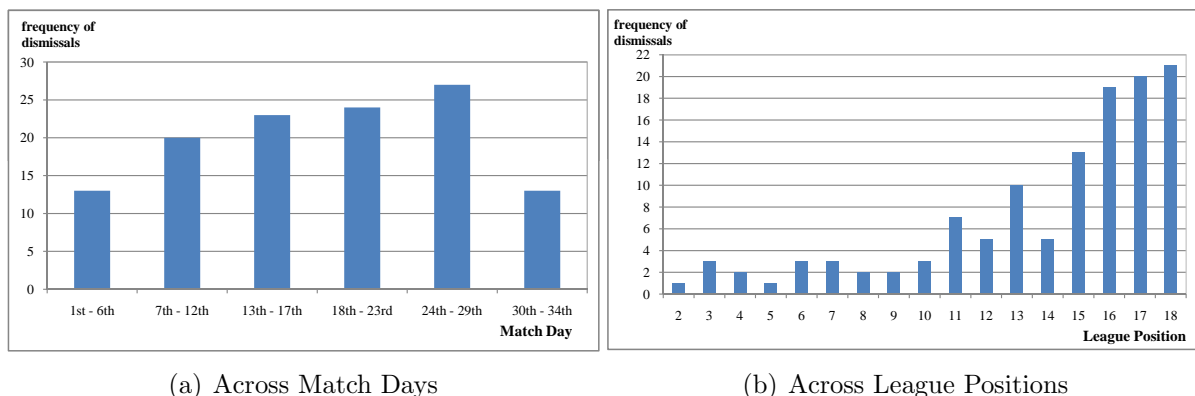 frequency of
dismissals
30
25
20
15
10
5
0
1st - 6th 7th - 12th 13th - 17th 18th - 23rd 24th - 29th 30th - 34th
Match Day
(a) Across Match Days
frequency of
dismissals
22
20
18
16
14
12
10
8
6
4
2
0
2 3 4 5 6 7 8 9 10 11 12 13 14 15 16 17 18
League Position
(b) Across League Positions